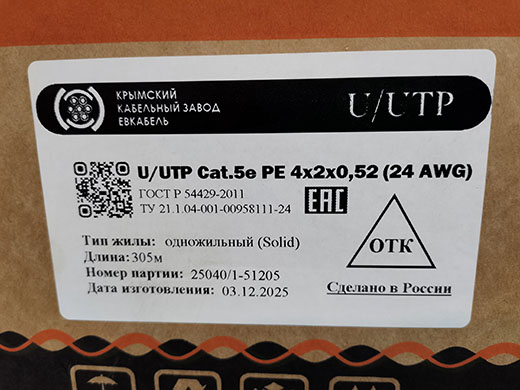 КРЫМСКИЙ
КАБЕЛЬНЫЙ ЗАВОД
ЕВКАБЕЛЬ
U/UTP
U/UTP Cat.5e PE 4x2x0,52 (24 AWG)
ГОСТ Р 54429-2011
ТУ 21.1.04-001-00958111-24
ЕАС
ОТК
Тип жилы: одножильный (Solid)
Длина: 305м
Номер партии: 25040/1-51205
Дата изготовления: 03.12.2025
Сделано в России